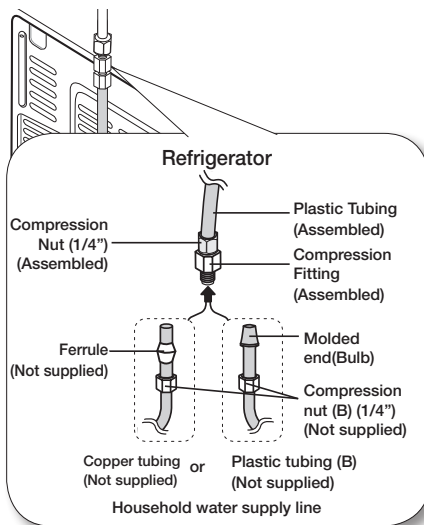 Refrigerator
Compression
Nut (1/4")
(Assembled)
Plastic Tubing
(Assembled)
Compression
Fitting
(Assembled)
Ferrule
(Not supplied)
Molded
end(Bulb)
Compression
nut (B) (1/4")
(Not supplied)
Copper tubing
(Not supplied)
or
Plastic tubing (B)
(Not supplied)
Household water supply line